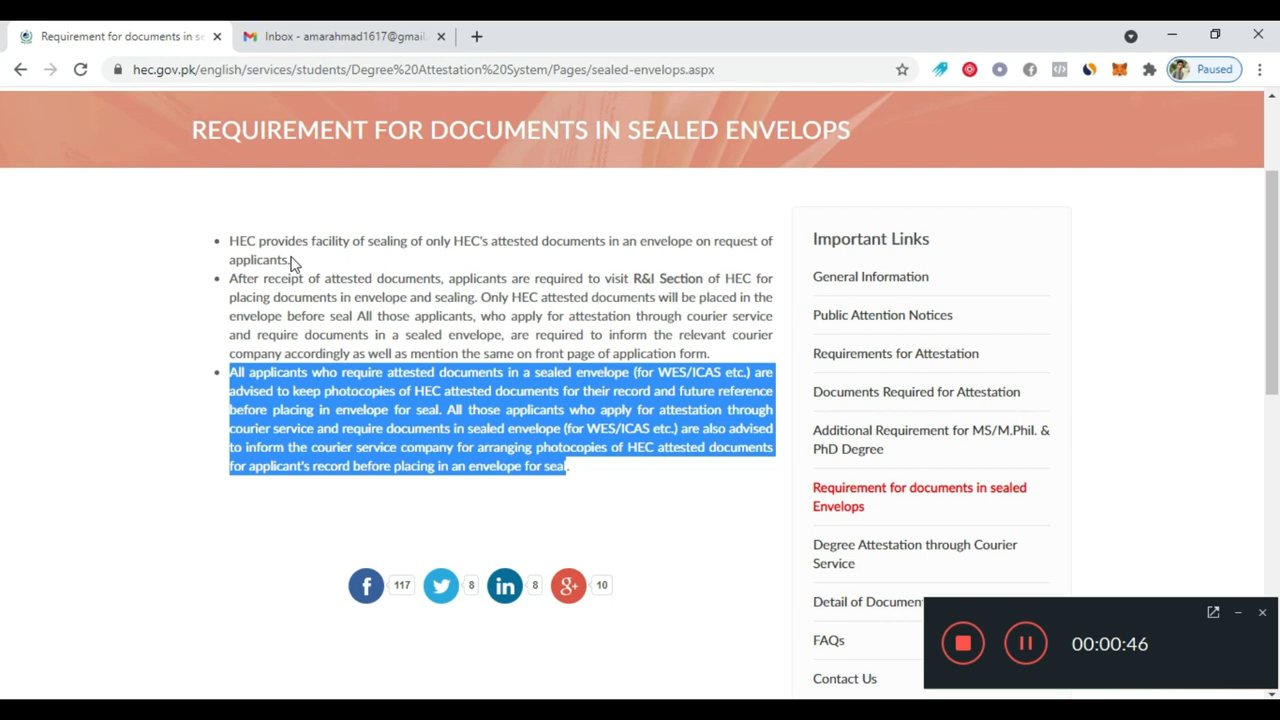 Requirement for documents in se
Inbox - amarahmad1617@gmail.
hec.gov.pk/english/services/students/Degree%20Attestation%20System/Pages/sealed-envelops.aspx
Paused
REQUIREMENT FOR DOCUMENTS IN SEALED ENVELOPS
HEC provides facility of sealing of only HEC's attested documents in an envelope on request of
applicants.
After receipt of attested documents, applicants are required to visit R&I Section of HEC for
placing documents in envelope and sealing. Only HEC attested documents will be placed in the
envelope before seal All those applicants, who apply for attestation through courier service
and require documents in a sealed envelope, are required to inform the relevant courier
company accordingly as well as mention the same on front page of application form.
All applicants who require attested documents in a sealed envelope (for WES/ICAS etc.) are
advised to keep photocopies of HEC attested documents for their record and future reference
before placing in envelope for seal. All those applicants who apply for attestation through
courier service and require documents in sealed envelope (for WES/ICAS etc.) are also advised
to inform the courier service company for arranging photocopies of HEC attested documents
for applicant's record before placing in an envelope for seal.
117
8
8
10
Important Links
General Information
Public Attention Notices
Requirements for Attestation
Documents Required for Attestation
Additional Requirement for MS/M.Phil. &
PhD Degree
Requirement for documents in sealed
Envelops
Degree Attestation through Courier
Service
Detail of Documen
FAQs
Contact Us
00:00:46